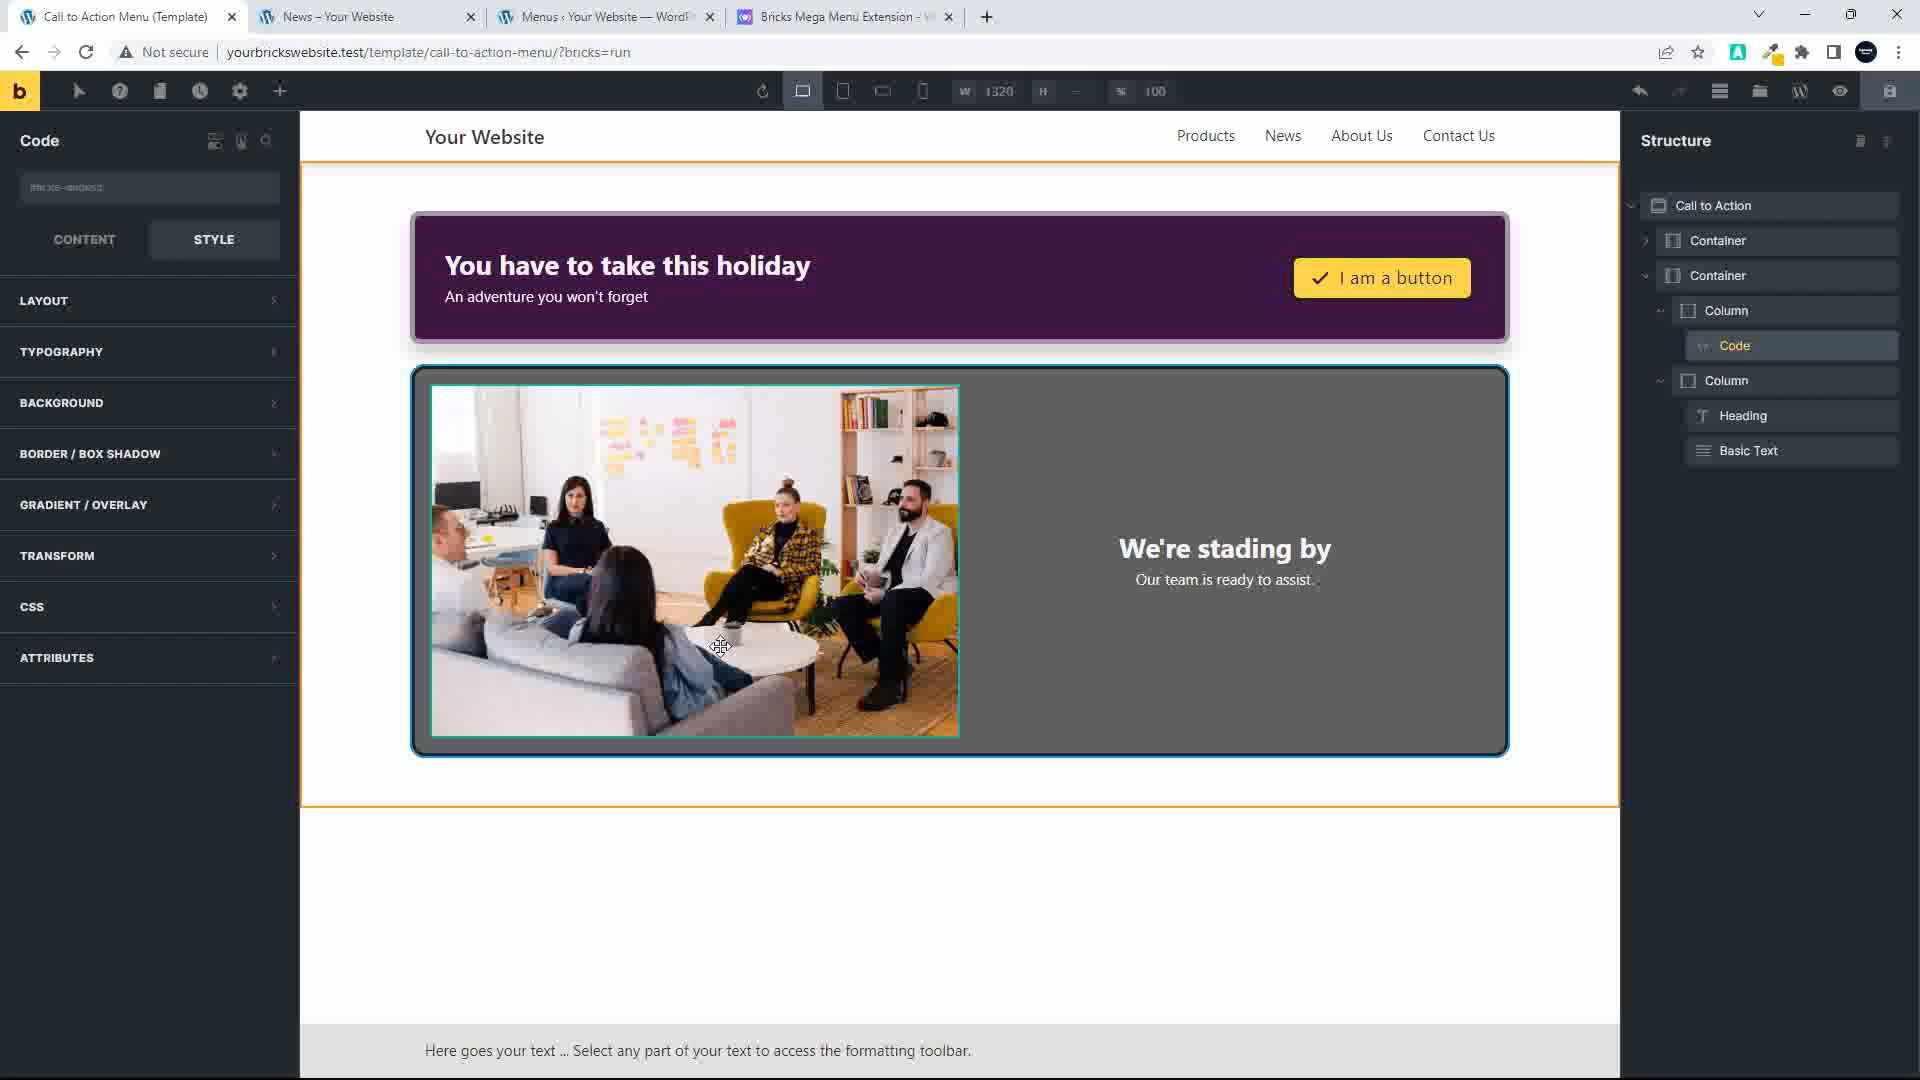 Call to Action Menu (Template)
News – Your Website
Menus ‹ Your Website — WordP
Bricks Mega Menu Extension -
Not secure
yourbrickswebsite.test/template/call-to-action-menu/?bricks=run
b
W 1320 H % 100
Code
CONTENT STYLE
LAYOUT
TYPOGRAPHY
BACKGROUND
BORDER / BOX SHADOW
GRADIENT / OVERLAY
TRANSFORM
CSS
ATTRIBUTES
Your Website
Products News About Us Contact Us
You have to take this holiday
An adventure you won't forget
I am a button
We're stading by
Our team is ready to assist.
Here goes your text ... Select any part of your text to access the formatting toolbar.
Structure
Call to Action
Container
Container
Column
Code
Column
Heading
Basic Text